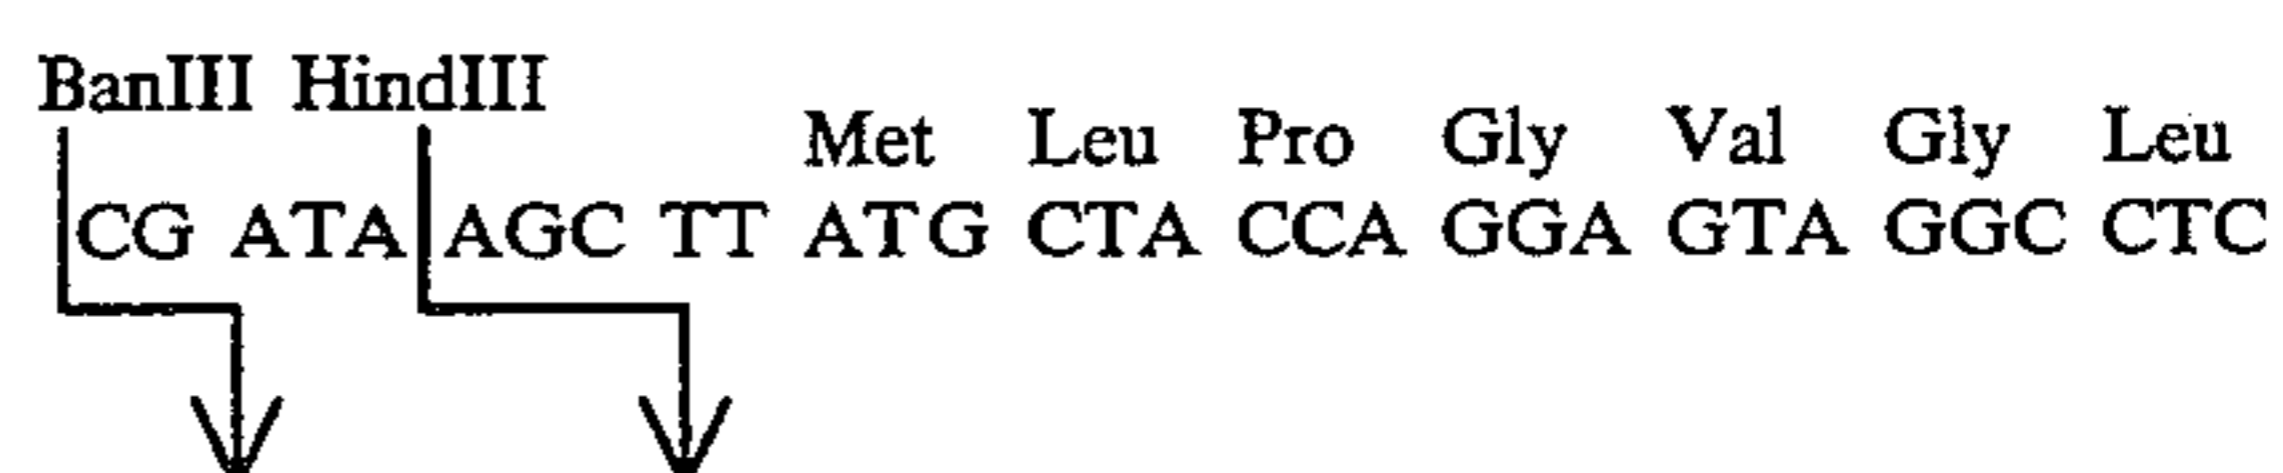 BanIII HindIII
Met Leu Pro Gly Val Gly Leu
CG ATA AGC TT ATG CTA CCA GGA GTA GGC CTC